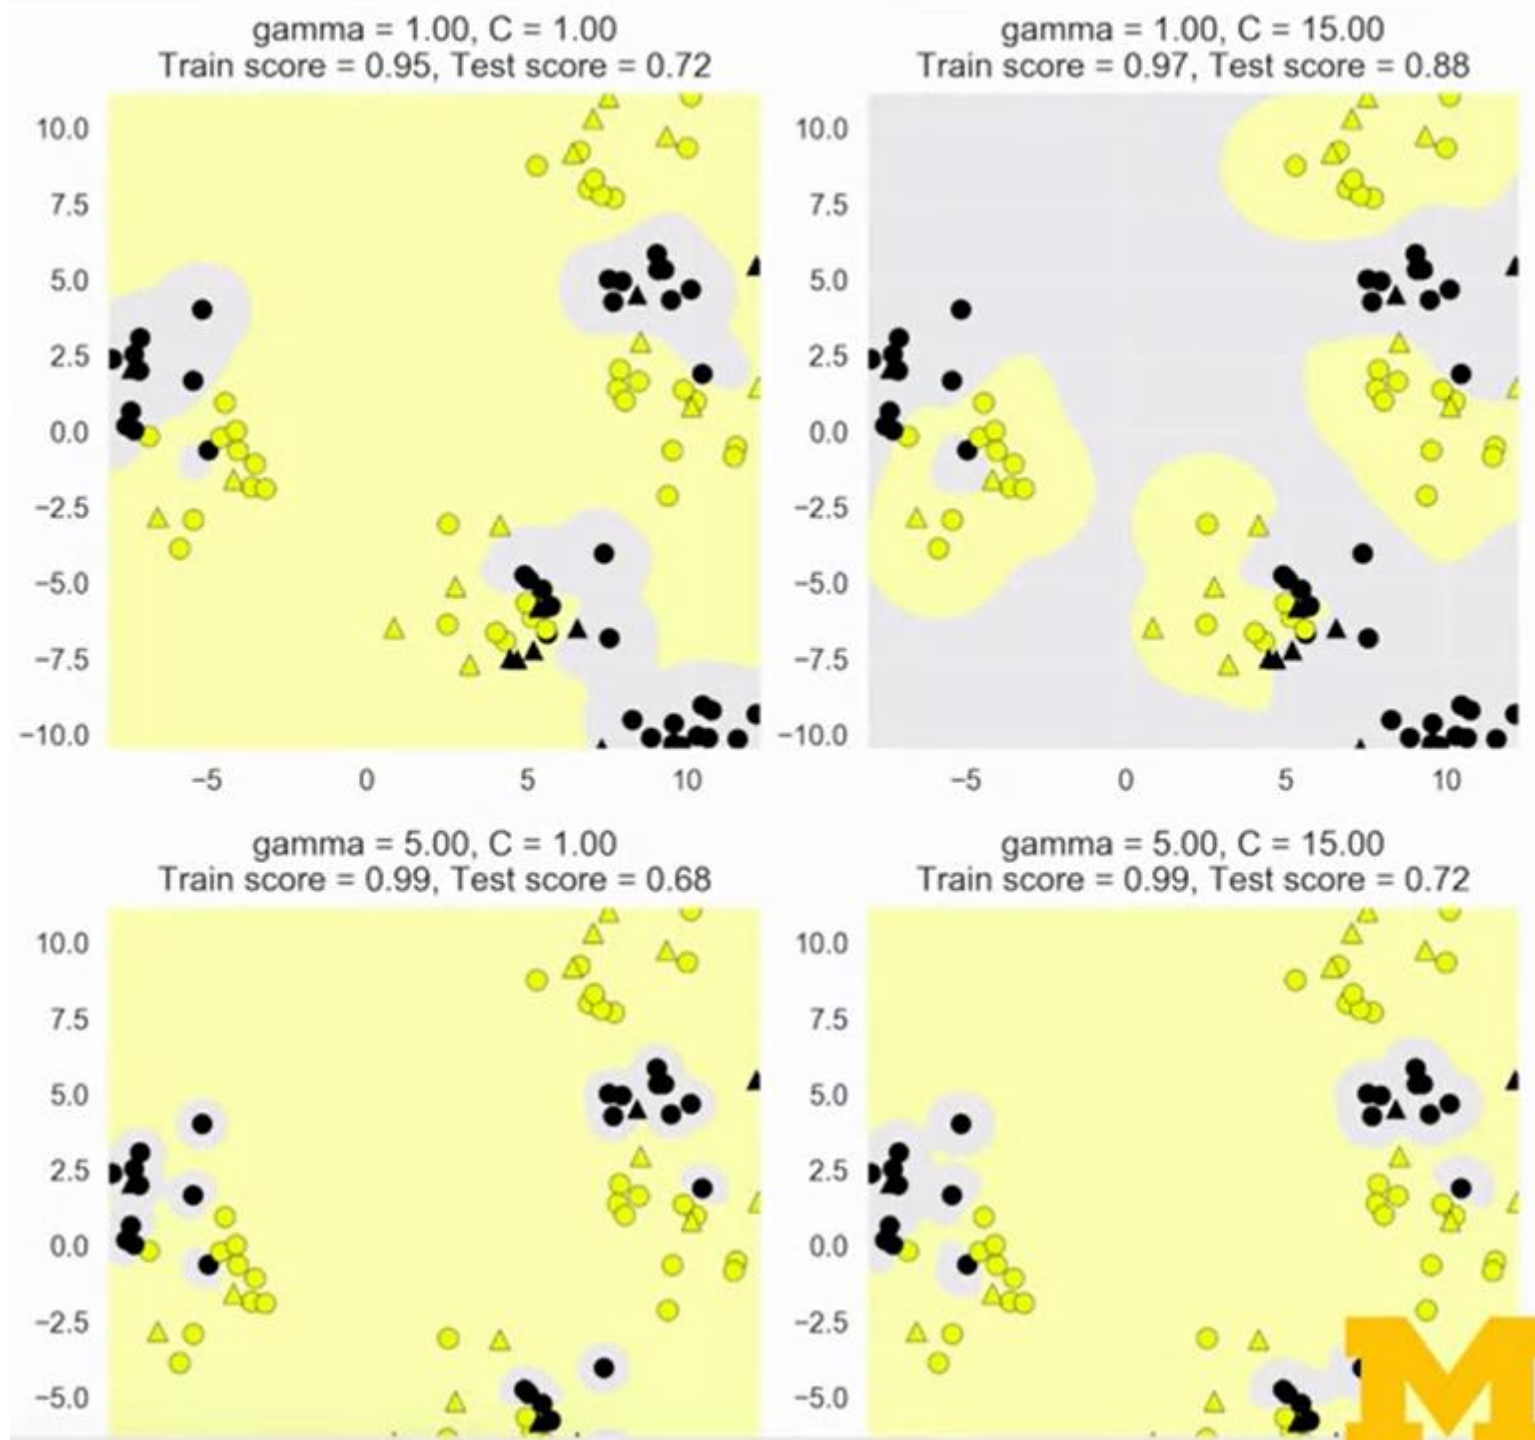 gamma = 1.00, C = 1.00
Train score = 0.95, Test score = 0.72
10.0
7.5
5.0
2.5
0.0
−2.5
−5.0
−7.5
−10.0
−5 0 5 10
gamma = 1.00, C = 15.00
Train score = 0.97, Test score = 0.88
10.0
7.5
5.0
2.5
0.0
−2.5
−5.0
−7.5
−10.0
−5 0 5 10
gamma = 5.00, C = 1.00
Train score = 0.99, Test score = 0.68
10.0
7.5
5.0
2.5
0.0
−2.5
−5.0
gamma = 5.00, C = 15.00
Train score = 0.99, Test score = 0.72
10.0
7.5
5.0
2.5
0.0
−2.5
−5.0
M